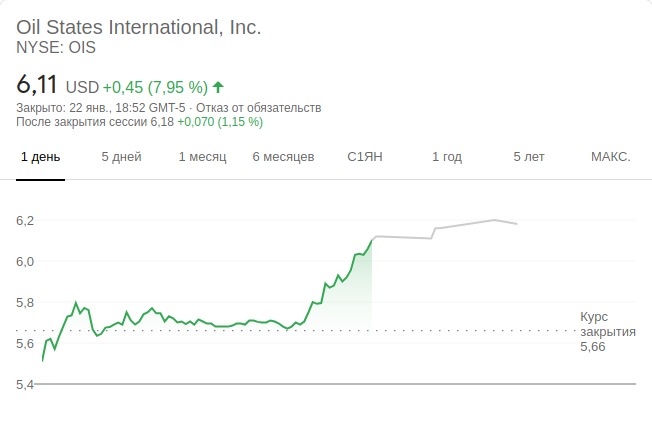 Oil States International, Inc.
NYSE: OIS
6,11 USD +0,45 (7,95 %)
Закрыто: 22 янв., 18:52 GMT-5 · Отказ от обязательств
После закрытия сессии 6,18 +0,070 (1,15 %)
1 день 5 дней 1 месяц 6 месяцев С1ЯН 1 год 5 лет МАКС.
6,2
6,0
5,8
5,6
5,4
Курс
закрытия
5,66